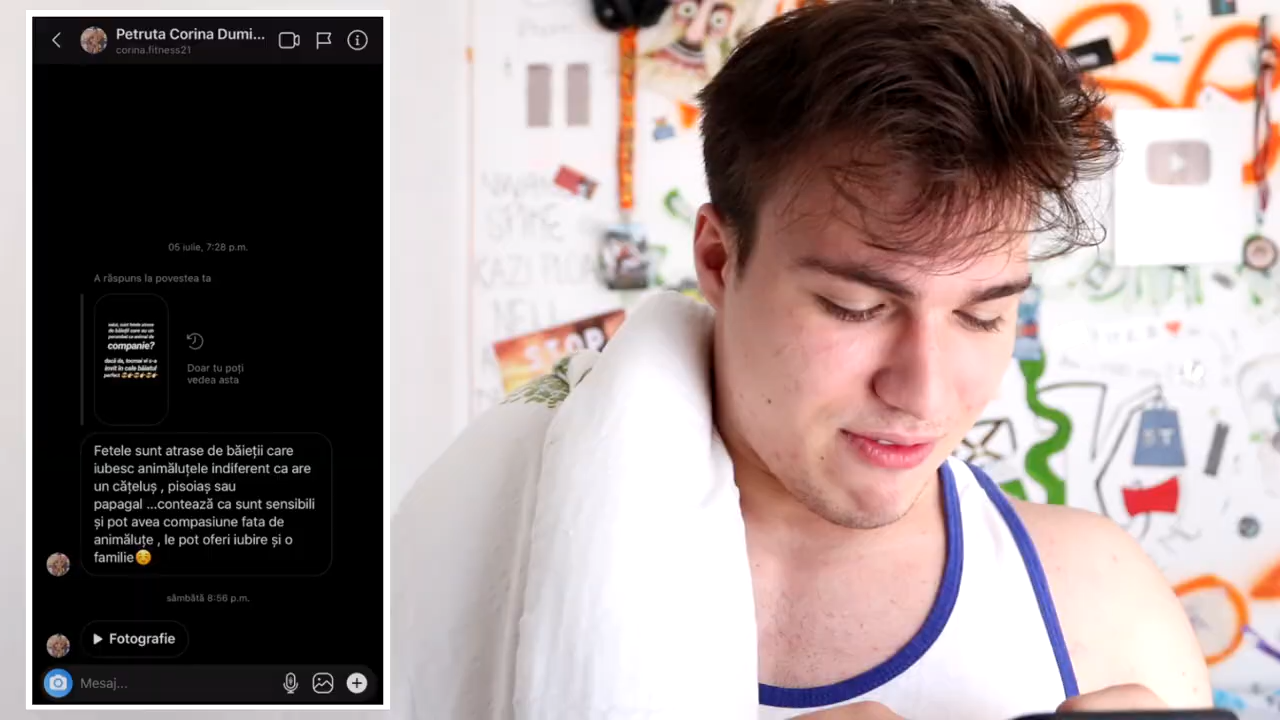 Petruta Corina Dumi...
corina.fitness21
05 iulie, 7:28 p.m.
A răspuns la povestea ta
companie?
Doar tu poți
vedea asta
Fetele sunt atrase de băieții care
iubesc animăluțele indiferent ca are
un cățeluș , pisoiaș sau
papagal ...contează ca sunt sensibili
și pot avea compasiune fata de
animăluțe , le pot oferi iubire și o
familie☺️
sâmbătă 8:56 p.m.
Fotografie
Mesaj...
STOP
ST